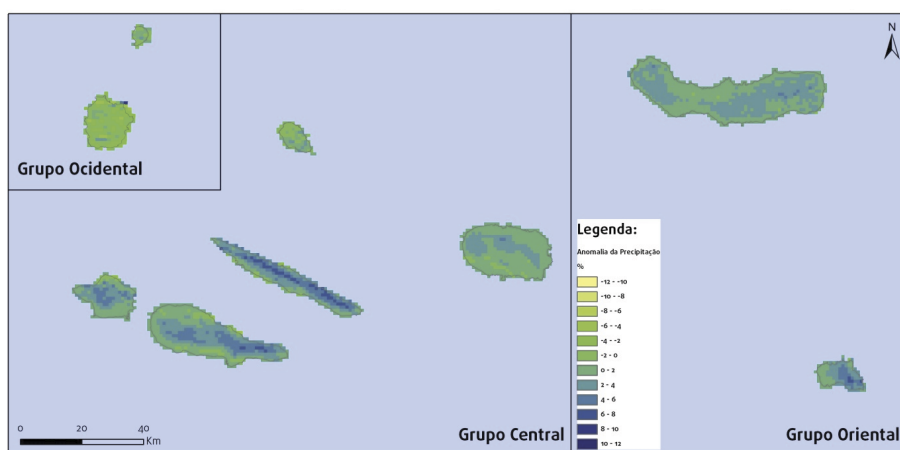 N
Grupo Ocidental
Legenda:
Anomalia da Precipitação
%
-12 - -10
-10 - -8
-8 - -6
-6 - -4
-4 - -2
-2 - 0
0 - 2
2 - 4
4 - 6
6 - 8
8 - 10
10 - 12
0 20 40
Km
Grupo Central
Grupo Oriental